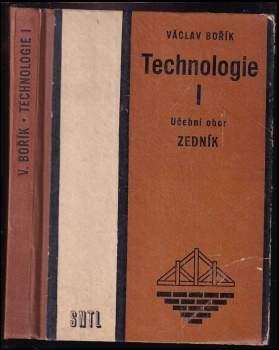 V. BOŘÍK • TECHNOLOGIE I
VÁCLAV BOŘÍK
Technologie
I
Učební obor
ZEDNÍK
SNTL